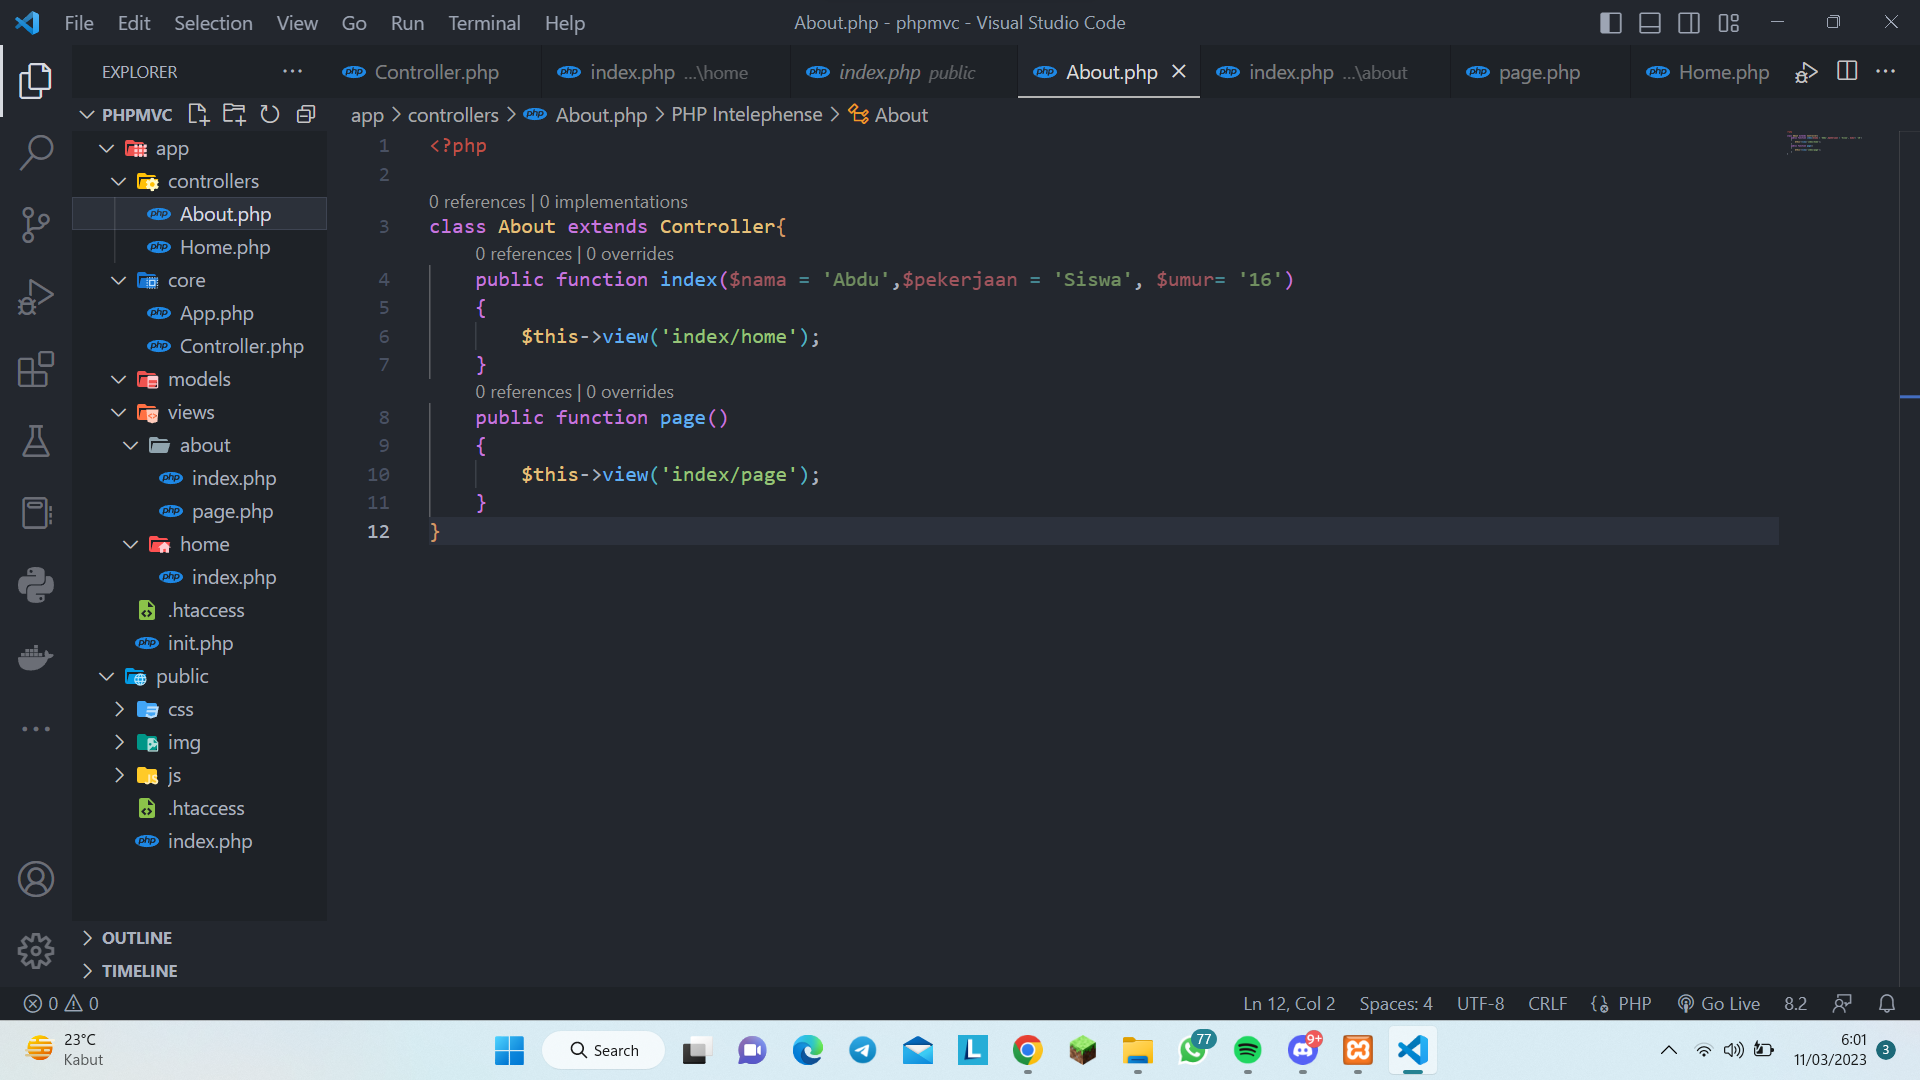 File Edit Selection View Go Run Terminal Help
About.php - phpmvc - Visual Studio Code
EXPLORER
Controller.php
index.php ...\home
index.php public
About.php
index.php ...\about
page.php
Home.php
PHPMVC
app > controllers > About.php > PHP Intelephense > About
app
controllers
About.php
Home.php
core
App.php
Controller.php
models
views
about
index.php
page.php
home
index.php
.htaccess
init.php
public
css
img
js
.htaccess
index.php
OUTLINE
TIMELINE
1 <?php
2
0 references | 0 implementations
3 class About extends Controller{
0 references | 0 overrides
4 public function index($nama = 'Abdu',$pekerjaan = 'Siswa', $umur= '16')
5 {
6 $this->view('index/home');
7 }
0 references | 0 overrides
8 public function page()
9 {
10 $this->view('index/page');
11 }
12 }
0 0
Ln 12, Col 2 Spaces: 4 UTF-8 CRLF PHP Go Live 8.2
23°C
Kabut
Search
77
9+
6:01
11/03/2023
3